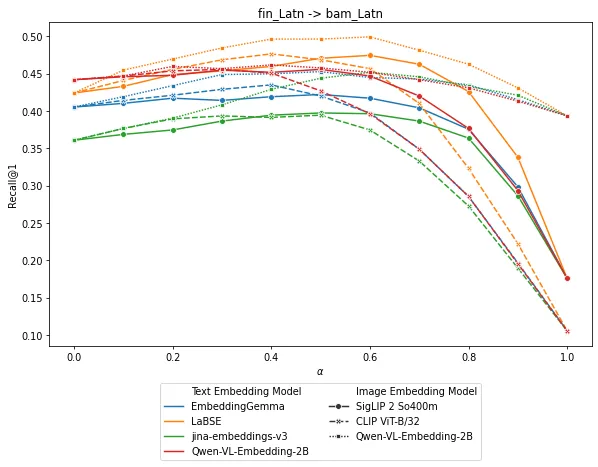 fin_Latn -> bam_Latn
Recall@1
0.50
0.45
0.40
0.35
0.30
0.25
0.20
0.15
0.10
0.0
0.2
0.4
0.6
0.8
1.0
α
Text Embedding Model
EmbeddingGemma
LaBSE
jina-embeddings-v3
Qwen-VL-Embedding-2B
Image Embedding Model
SigLIP 2 So400m
CLIP ViT-B/32
Qwen-VL-Embedding-2B